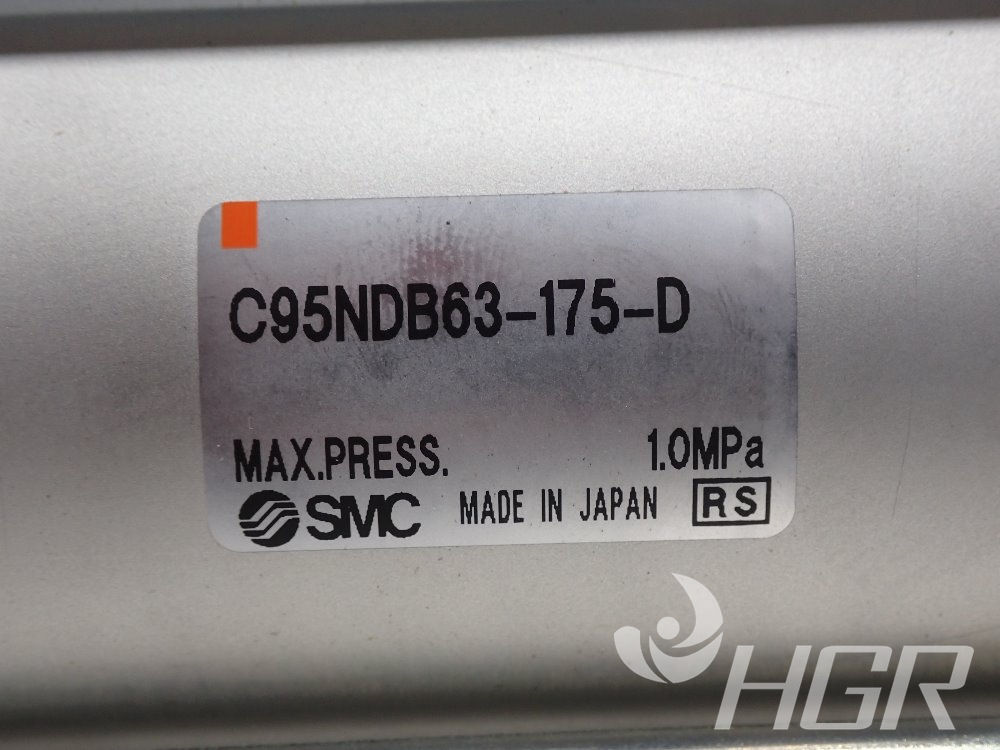 C95NDB63-175-D
MAX.PRESS. 1.0MPa
SMC MADE IN JAPAN RS
HGR